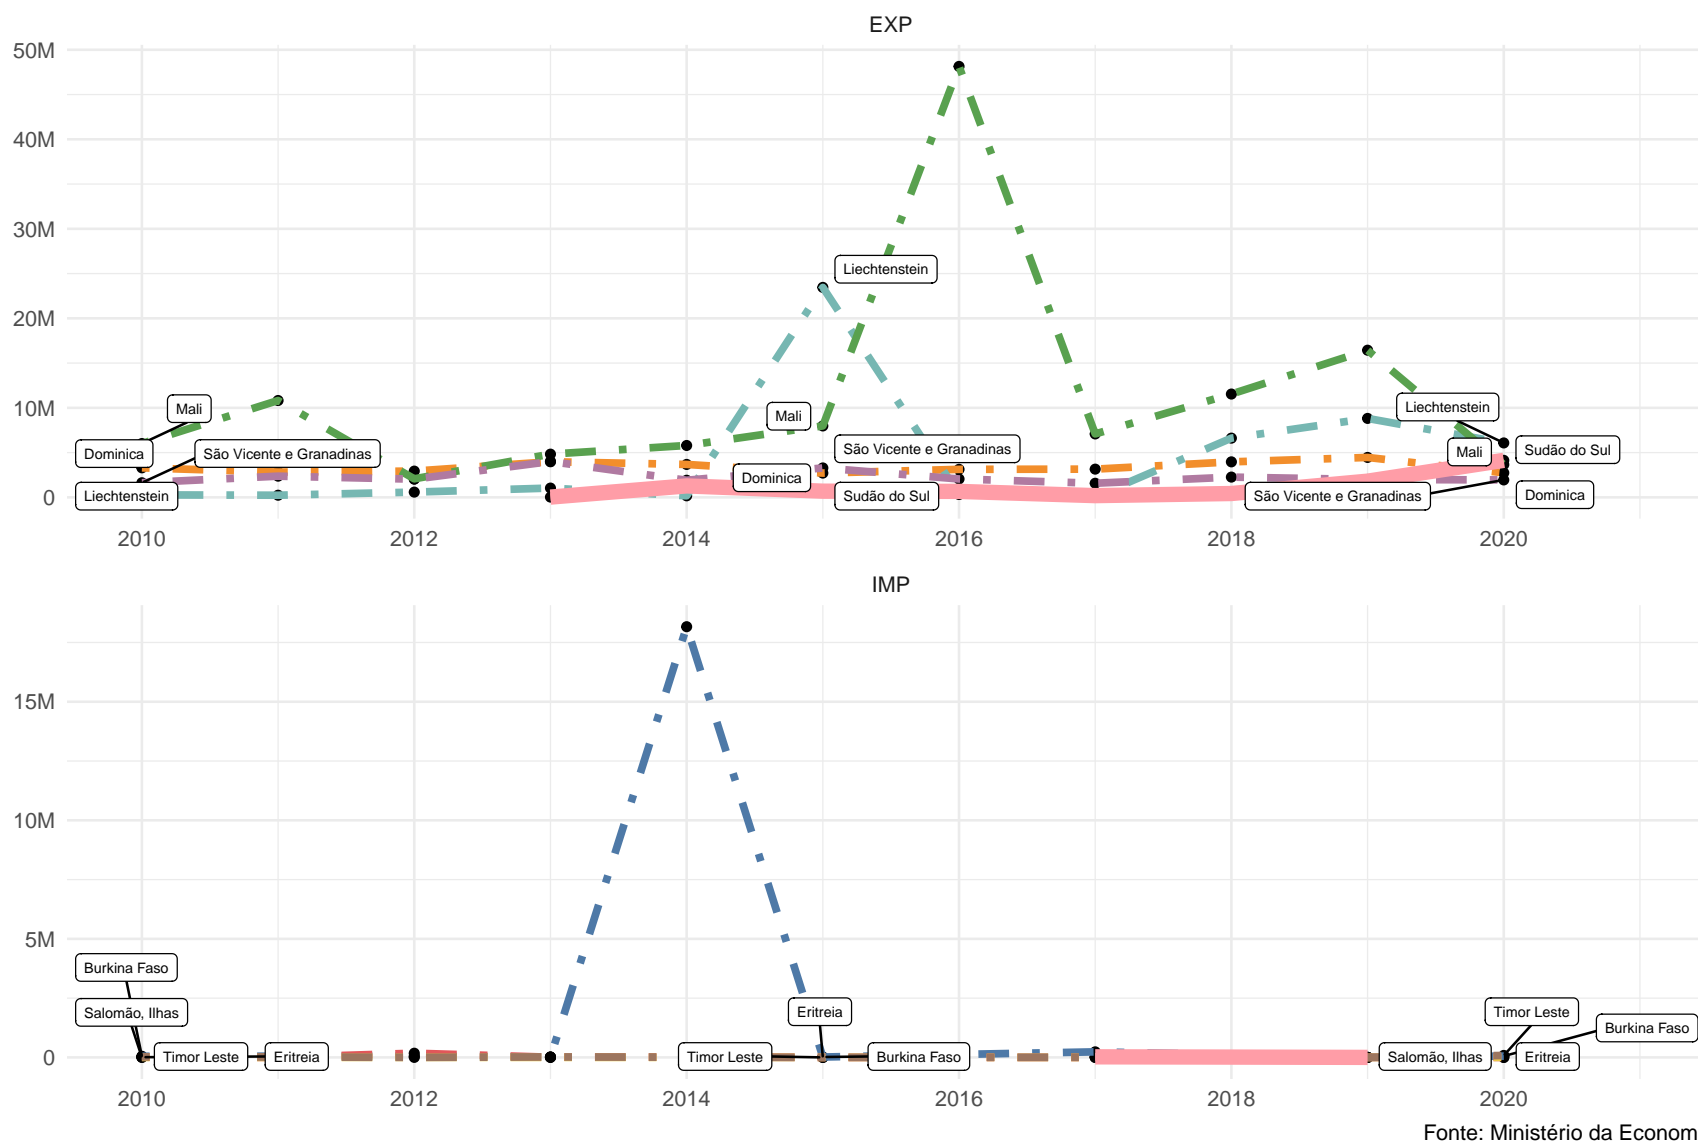 EXP
50M
40M
30M
20M
10M
0
Liechtenstein
Mali
Dominica
São Vicente e Granadinas
Liechtenstein
Mali
São Vicente e Granadinas
Dominica
Sudão do Sul
Liechtenstein
Sudão do Sul
Mali
São Vicente e Granadinas
Dominica
2010 2012 2014 2016 2018 2020
IMP
15M
10M
5M
0
Burkina Faso
Salomão, Ilhas
Timor Leste
Eritreia
Eritreia
Timor Leste
Burkina Faso
Timor Leste
Burkina Faso
Salomão, Ilhas
Eritreia
2010 2012 2014 2016 2018 2020
Fonte: Ministério da Econom